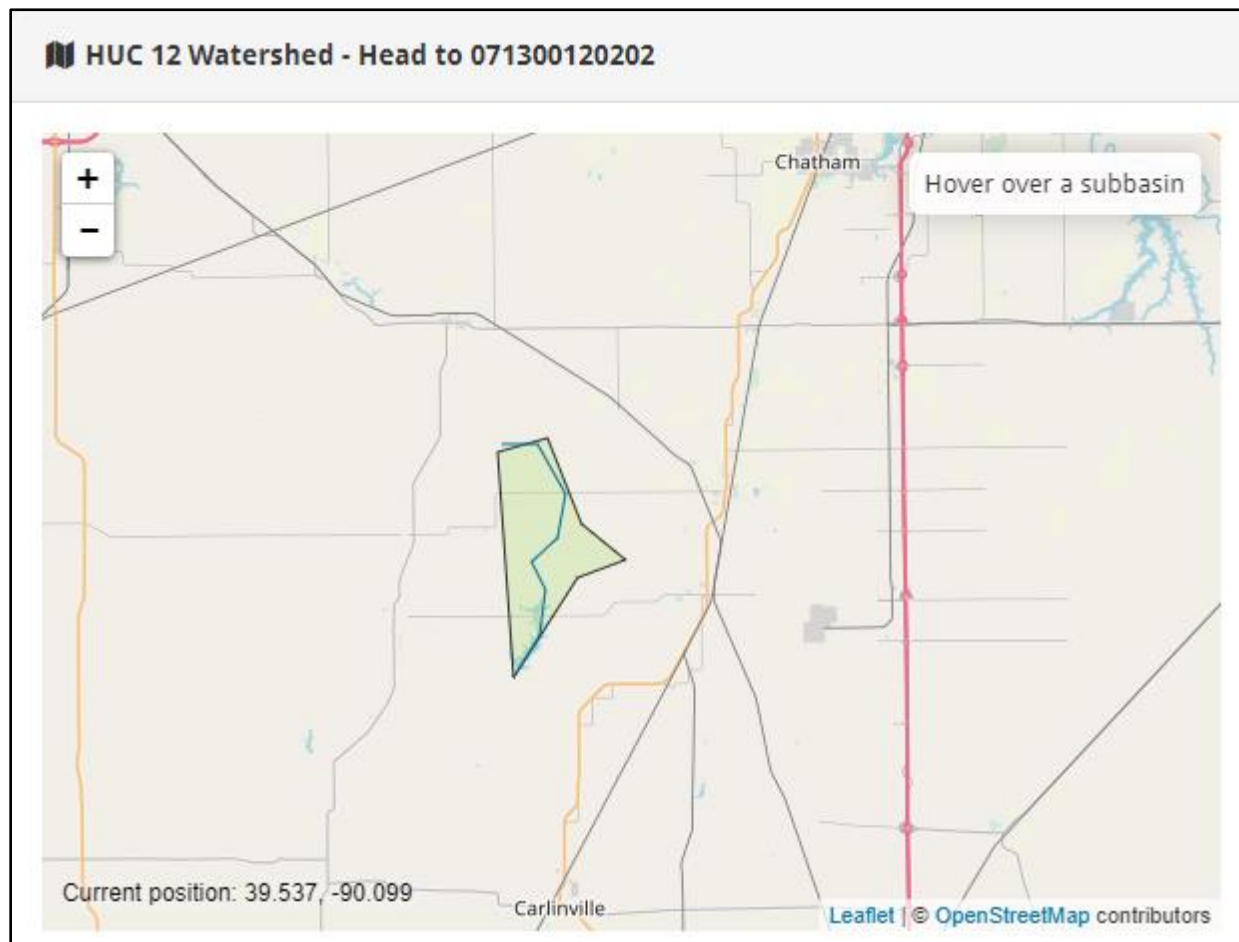 HUC 12 Watershed - Head to 071300120202
+
−
Chatham
Hover over a subbasin
Current position: 39.537, -90.099
Carlinville
Leaflet | © OpenStreetMap contributors